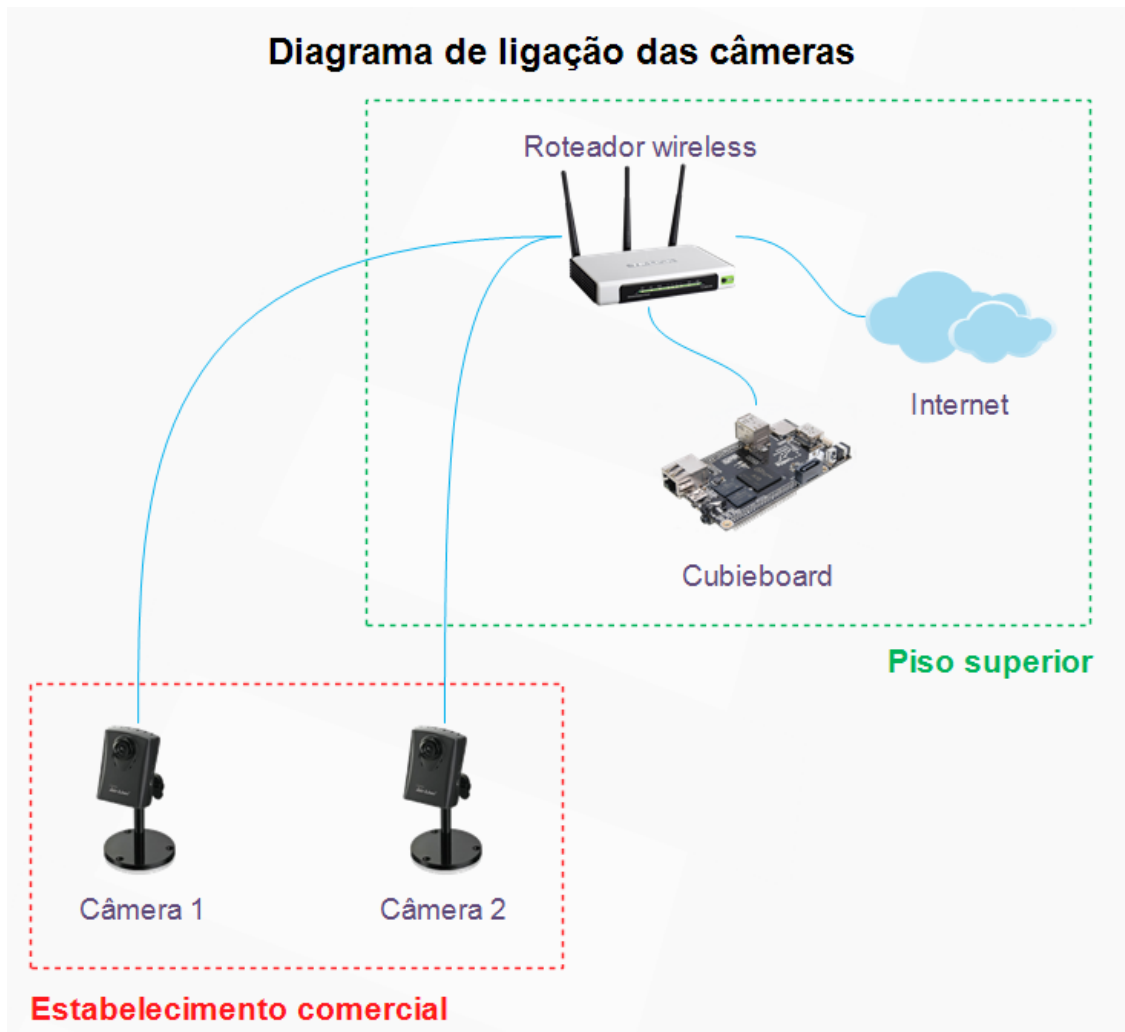 Diagrama de ligação das câmeras
Roteador wireless
Internet
Cubieboard
Piso superior
Câmera 1
Câmera 2
Estabelecimento comercial